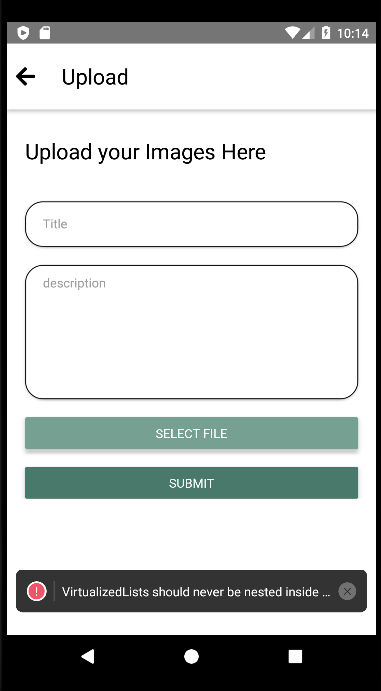 10:14
Upload
Upload your Images Here
Title
description
SELECT FILE
SUBMIT
! VirtualizedLists should never be nested inside ...